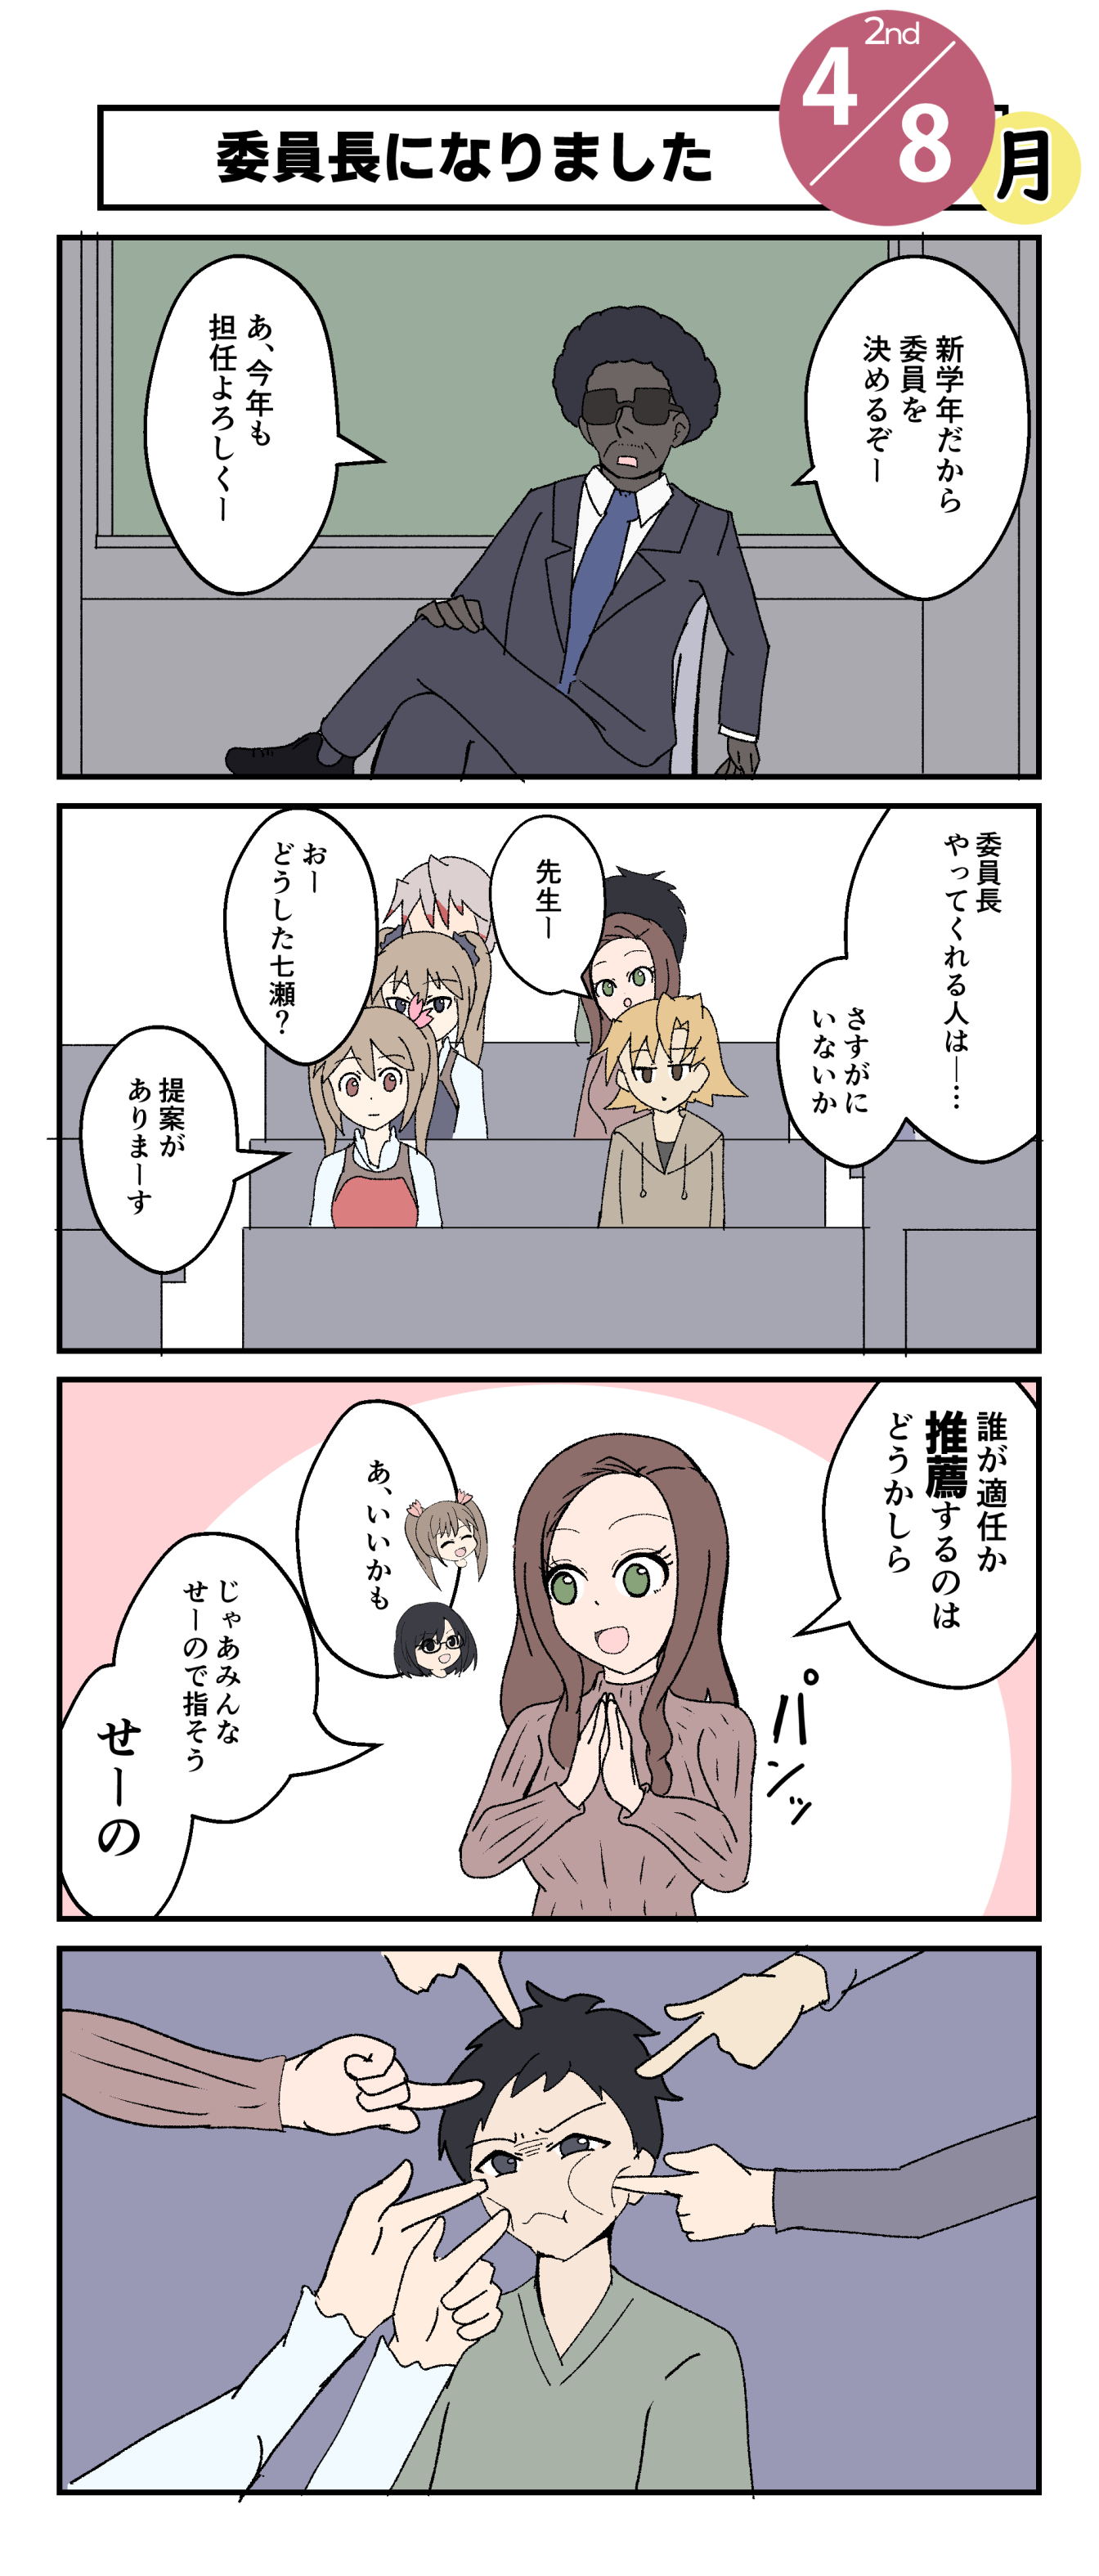 2nd
4/8
月
委員長になりました
新学年だから
委員を
決めるぞー
あ、今年も
担任よろしくー
委員長
やってくれる人は―…
さすがに
いないか
先生ー
おー
どうした七瀬？
提案が
ありまーす
誰が適任か
推薦するのは
どうかしら
パンッ
あ、いいかも
じゃあみんな
せーので指そう
せーの